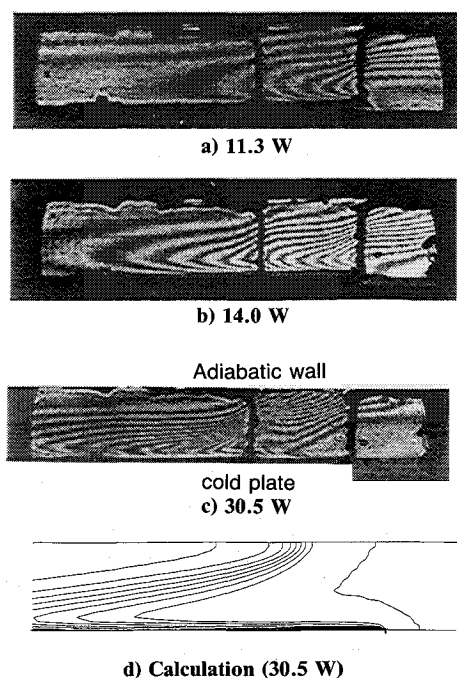 a) 11.3 W
b) 14.0 W
Adiabatic wall
cold plate
c) 30.5 W
d) Calculation (30.5 W)